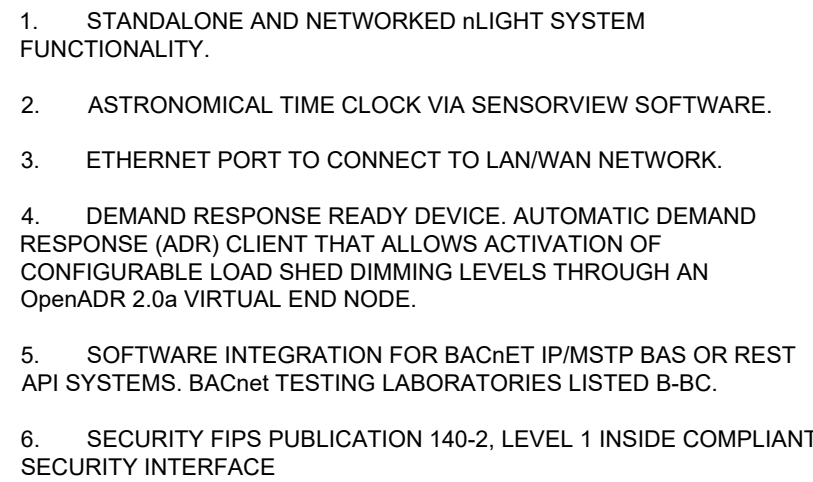 1. STANDALONE AND NETWORKED nLIGHT SYSTEM
FUNCTIONALITY.
2. ASTRONOMICAL TIME CLOCK VIA SENSORVIEW SOFTWARE.
3. ETHERNET PORT TO CONNECT TO LAN/WAN NETWORK.
4. DEMAND RESPONSE READY DEVICE. AUTOMATIC DEMAND
RESPONSE (ADR) CLIENT THAT ALLOWS ACTIVATION OF
CONFIGURABLE LOAD SHED DIMMING LEVELS THROUGH AN
OpenADR 2.0a VIRTUAL END NODE.
5. SOFTWARE INTEGRATION FOR BACnET IP/MSTP BAS OR REST
API SYSTEMS. BACnet TESTING LABORATORIES LISTED B-BC.
6. SECURITY FIPS PUBLICATION 140-2, LEVEL 1 INSIDE COMPLIANT
SECURITY INTERFACE